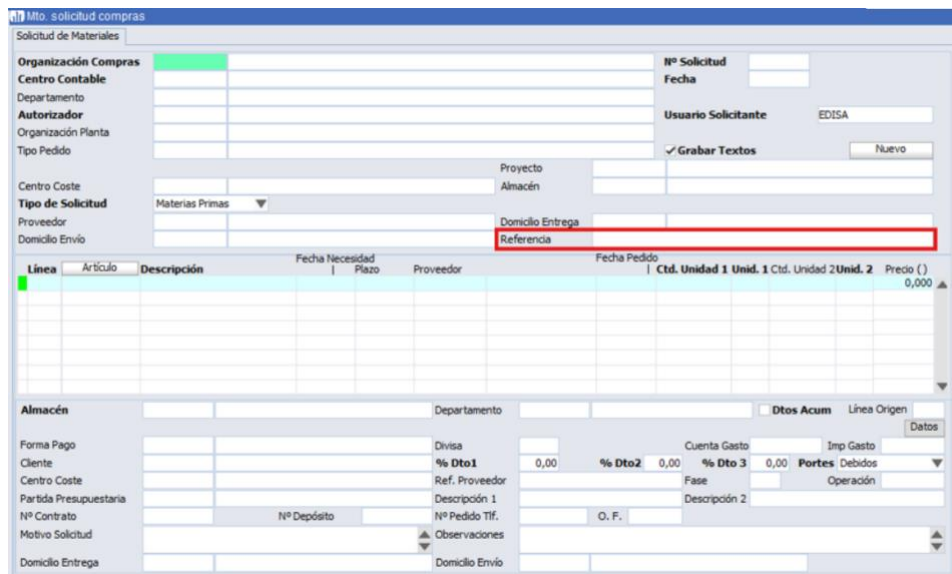 Mto. solicitud compras
Solicitud de Materiales
Organización Compras Nº Solicitud
Centro Contable Fecha
Departamento
Autorizador Usuario Solicitante EDISA
Organización Planta
Tipo Pedido Grabar Textos Nuevo
Proyecto
Centro Coste Almacén
Tipo de Solicitud Materias Primas
Proveedor Domicilio Entrega
Domicilio Envío Referencia
Fecha Necesidad Fecha Pedido
Línea Artículo Descripción | Plazo Proveedor | Ctd. Unidad 1 Unid. 1 Ctd. Unidad 2 Unid. 2 Precio ( )
0,000
Almacén Departamento Dtos Acum Línea Origen
Datos
Forma Pago Divisa Cuenta Gasto Imp Gasto
Cliente % Dto1 0,00 % Dto2 0,00 % Dto 3 0,00 Portes Debidos
Centro Coste Ref. Proveedor Fase Operación
Partida Presupuestaria Descripción 1 Descripción 2
Nº Contrato Nº Depósito Nº Pedido Tlf. O. F.
Motivo Solicitud Observaciones
Domicilio Entrega Domicilio Envío